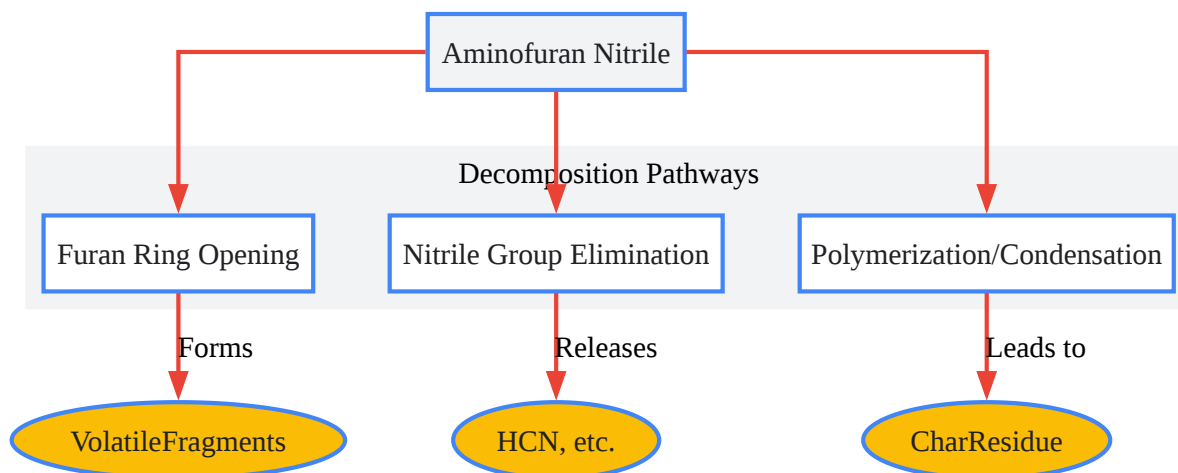 Aminofuran Nitrile
Decomposition Pathways
Furan Ring Opening
Nitrile Group Elimination
Polymerization/Condensation
Forms
Releases
Leads to
VolatileFragments
HCN, etc.
CharResidue